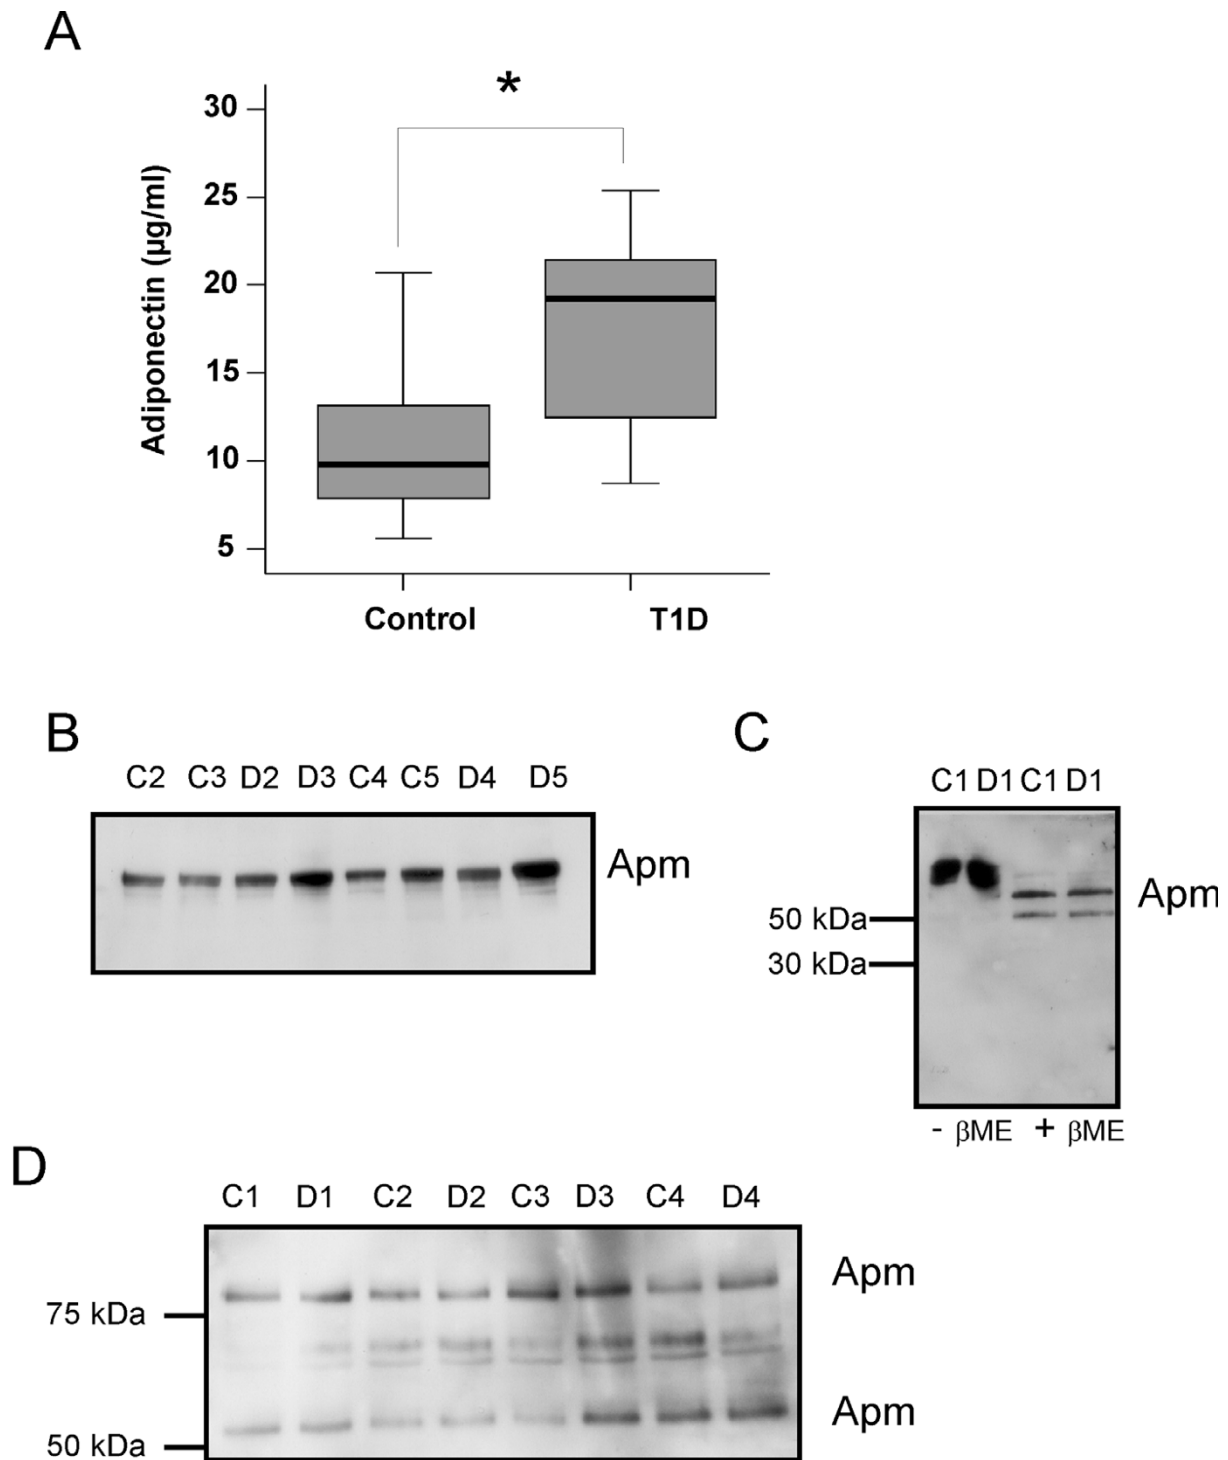 A
*
30
25
20
15
10
5
Adiponectin (µg/ml)
Control T1D
B
C2 C3 D2 D3 C4 C5 D4 D5
Apm
C
C1 D1 C1 D1
Apm
50 kDa
30 kDa
- βME + βME
D
C1 D1 C2 D2 C3 D3 C4 D4
Apm
75 kDa
Apm
50 kDa